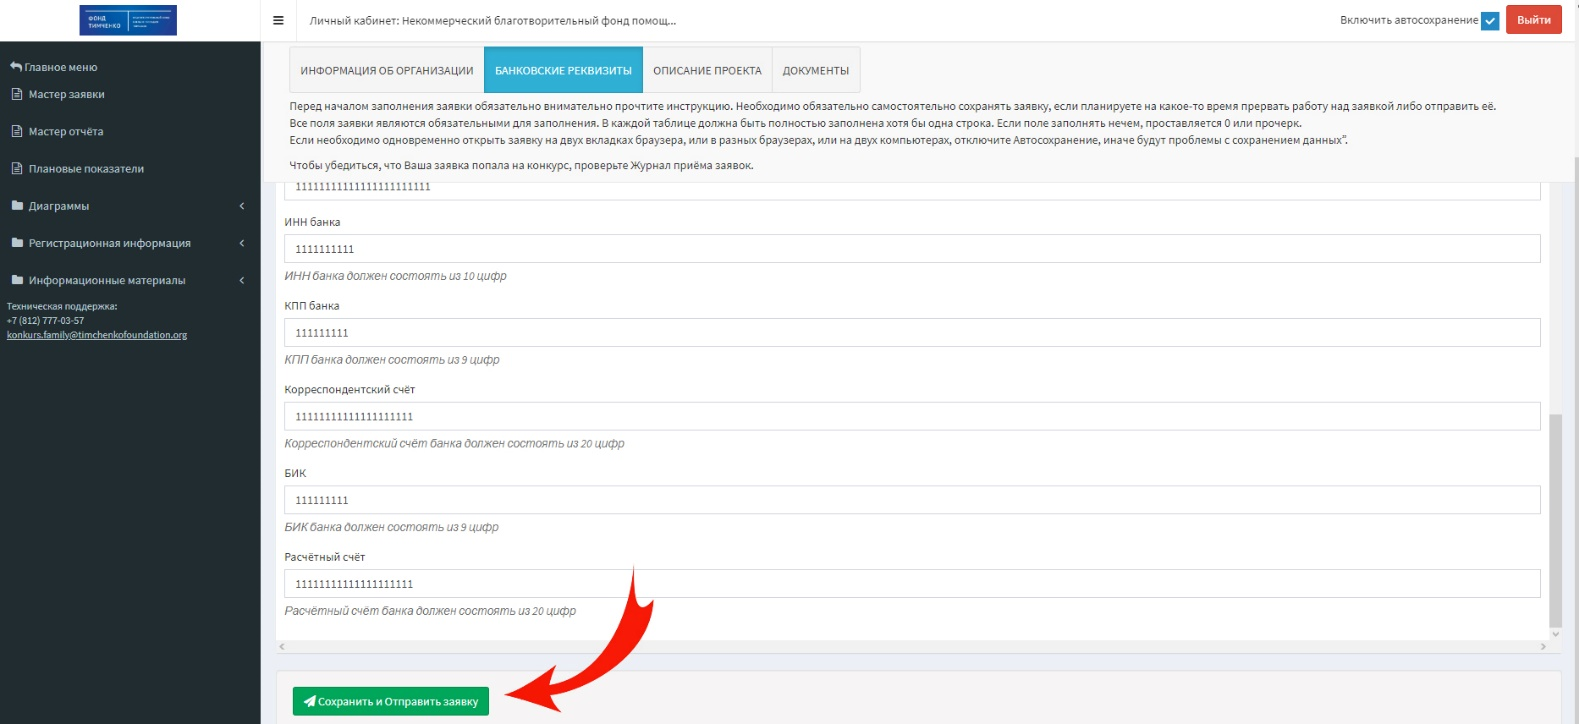 ФОНД
ТИМЧЕНКО
Личный кабинет: Некоммерческий благотворительный фонд помощ...
Включить автосохранение
Выйти
Главное меню
Мастер заявки
Мастер отчёта
Плановые показатели
Диаграммы
Регистрационная информация
Информационные материалы
Техническая поддержка:
+7 (812) 777-03-57
konkurs.family@timchenkofoundation.org
ИНФОРМАЦИЯ ОБ ОРГАНИЗАЦИИ
БАНКОВСКИЕ РЕКВИЗИТЫ
ОПИСАНИЕ ПРОЕКТА
ДОКУМЕНТЫ
Перед началом заполнения заявки обязательно внимательно прочтите инструкцию. Необходимо обязательно самостоятельно сохранять заявку, если планируете на какое-то время прервать работу над заявкой либо отправить её.
Все поля заявки являются обязательными для заполнения. В каждой таблице должна быть полностью заполнена хотя бы одна строка. Если поле заполнять нечем, проставляется 0 или прочерк.
Если необходимо одновременно открыть заявку на двух вкладках браузера, или в разных браузерах, или на двух компьютерах, отключите Автосохранение, иначе будут проблемы с сохранением данных".
Чтобы убедиться, что Ваша заявка попала на конкурс, проверьте Журнал приёма заявок.
ИНН банка
1111111111
ИНН банка должен состоять из 10 цифр
КПП банка
111111111
КПП банка должен состоять из 9 цифр
Корреспондентский счёт
11111111111111111111
Корреспондентский счёт банка должен состоять из 20 цифр
БИК
111111111
БИК банка должен состоять из 9 цифр
Расчётный счёт
11111111111111111111
Расчётный счёт банка должен состоять из 20 цифр
Сохранить и Отправить заявку